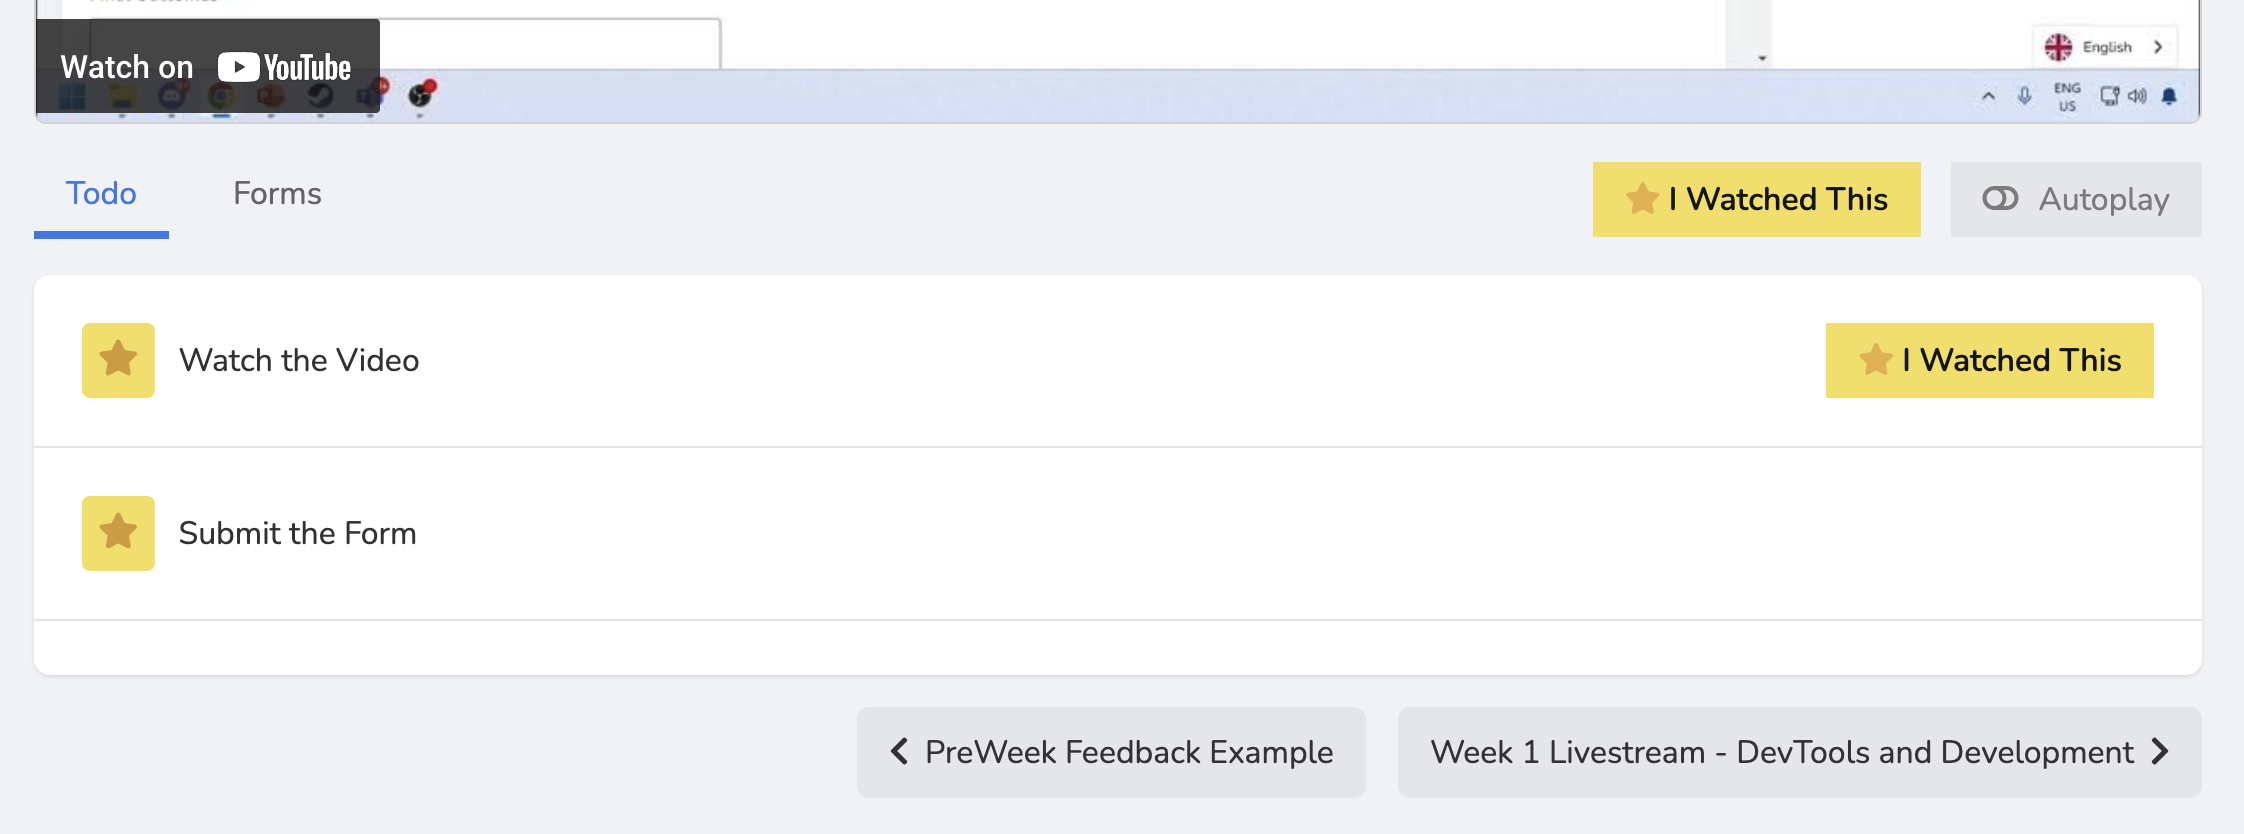 Watch on YouTube
English
ENG
US
Todo
Forms
I Watched This
Autoplay
Watch the Video
I Watched This
Submit the Form
PreWeek Feedback Example
Week 1 Livestream - DevTools and Development